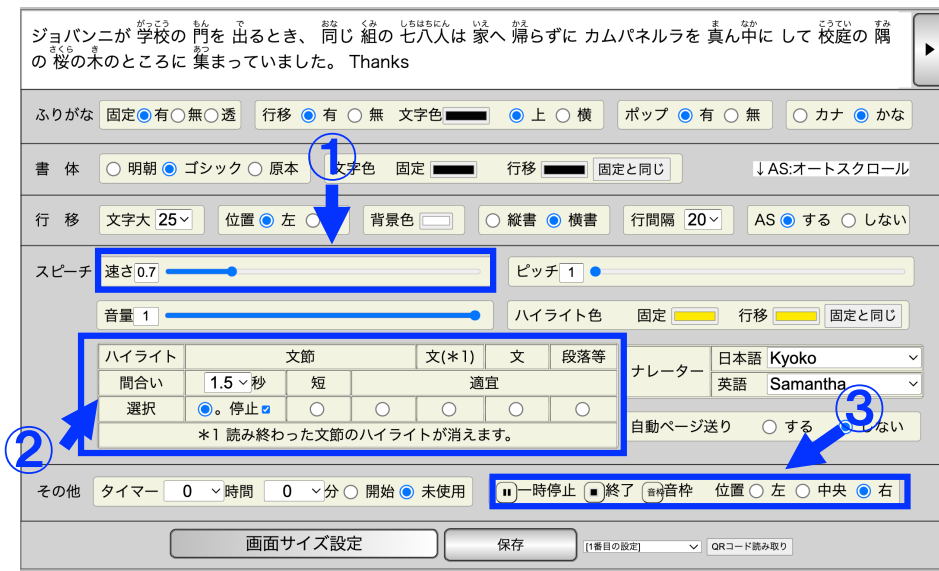 ジョバンニが 学校の 門を 出るとき、 同じ 組の 七八人は 家へ 帰らずに カムパネルラを 真ん中に して 校庭の 隅
の 桜の木のところに 集まっていました。 Thanks
ふりがな 固定 有 無 透 行移 有 無 文字色 上 横 ポップ 有 無 カナ かな
書 体 明朝 ゴシック 原本 文字色 固定 行移 固定と同じ ↓AS:オートスクロール
①
行 移 文字大 25 位置 左 背景色 縦書 横書 行間隔 20 AS する しない
スピーチ 速さ 0.7 ピッチ 1
音量 1 ハイライト色 固定 行移 固定と同じ
ハイライト 文節 文(*1) 文 段落等
間合い 1.5 秒 短 適宜
選択 。停止
*1 読み終わった文節のハイライトが消えます。
②
ナレーター 日本語 Kyoko
英語 Samantha
③
自動ページ送り する しない
その他 タイマー 0 時間 0 分 開始 未使用 一時停止 終了 音枠 音枠 位置 左 中央 右
画面サイズ設定 保存 [1番目の設定] QRコード読み取り